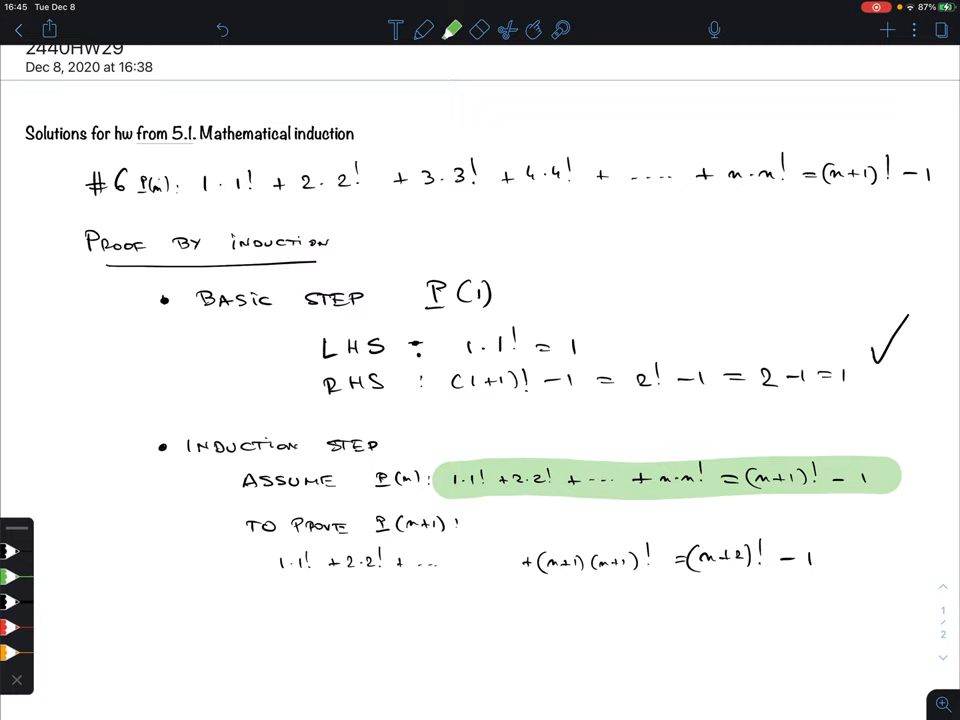 16:45 Tue Dec 8
87%
2440HW29
Dec 8, 2020 at 16:38
Solutions for hw from 5.1. Mathematical induction
#6 P(n): 1·1! + 2·2! + 3·3! + 4·4! + .... + n·n! = (n+1)! - 1
PROOF BY INDUCTION
• BASIC STEP P(1)
LHS : 1·1! = 1
RHS : (1+1)! - 1 = 2! - 1 = 2 - 1 = 1 ✓
• INDUCTION STEP
ASSUME P(n): 1·1! + 2·2! + ... + n·n! = (n+1)! - 1
TO PROVE P(n+1):
1·1! + 2·2! + ... + (n+1)(n+1)! = (n+2)! - 1
1
/
2